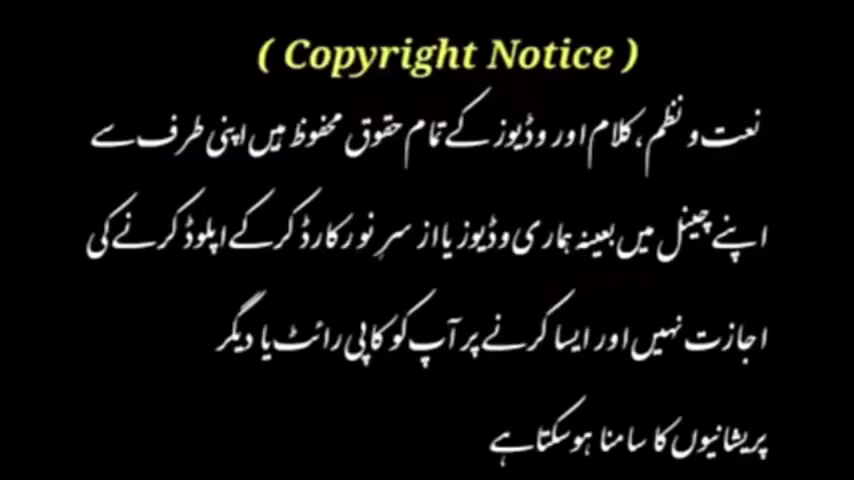 ( Copyright Notice )
نعت و نظم، کلام اور وڈیوز کے تمام حقوق محفوظ ہیں اپنی طرف سے
اپنے چینل میں بعینہ ہماری وڈیوز یا از سرِ نو رکارڈ کر کے اپلوڈ کرنے کی
اجازت نہیں اور ایسا کرنے پر آپ کو کاپی رائٹ یا دیگر
پریشانیوں کا سامنا ہو سکتا ہے